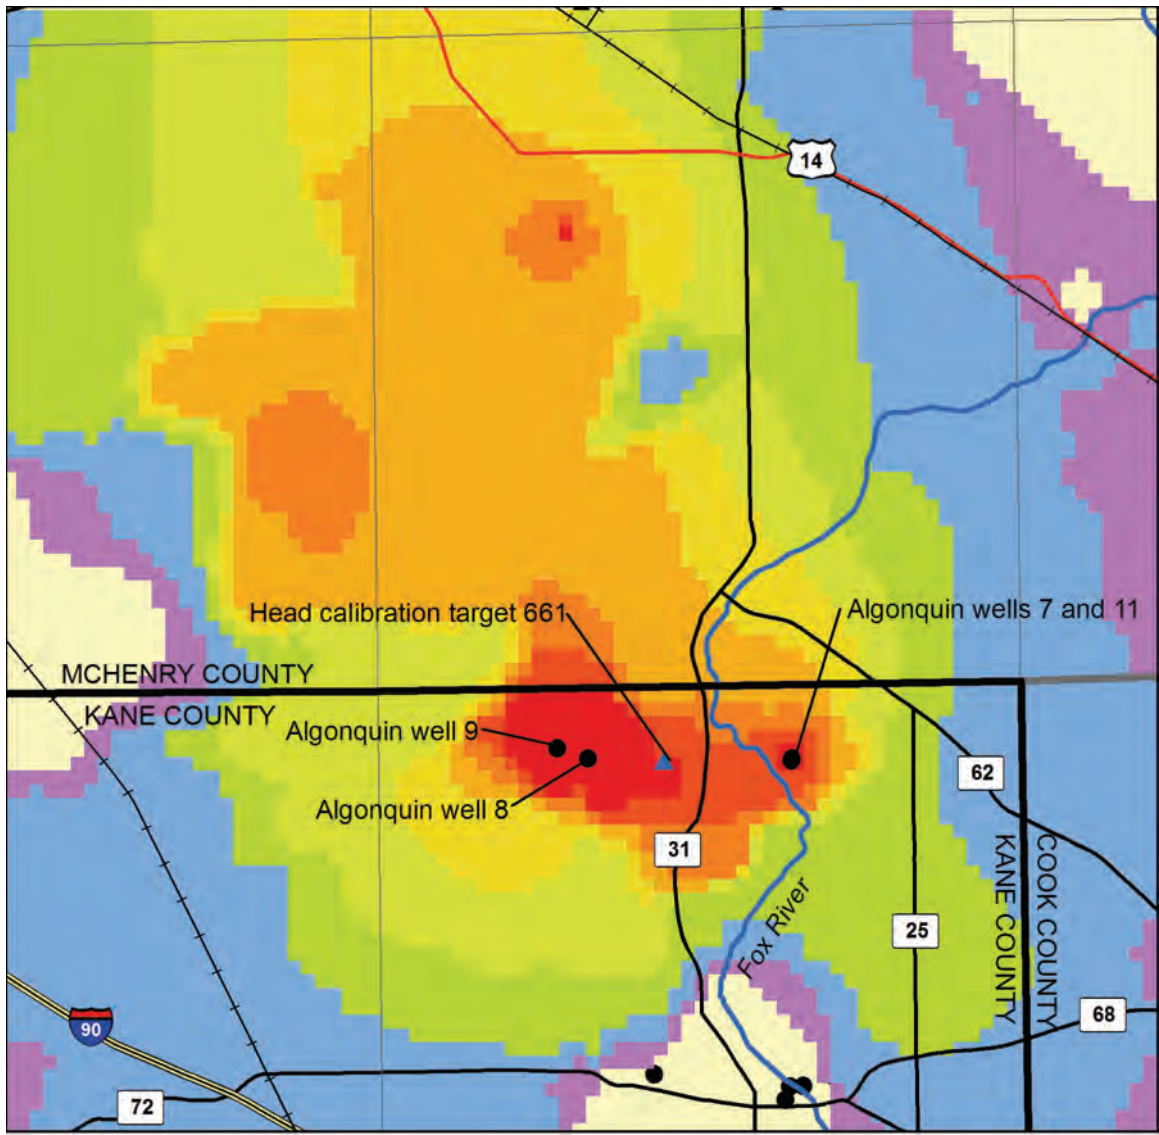 14
Head calibration target 661
Algonquin wells 7 and 11
MCHENRY COUNTY
KANE COUNTY
Algonquin well 9
62
Algonquin well 8
31
COOK COUNTY
KANE COUNTY
Fox River
25
68
90
72